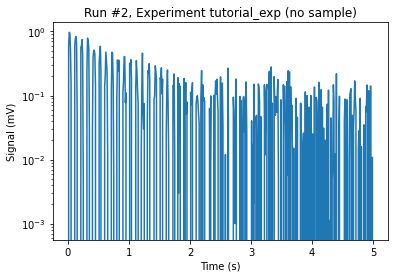 Run #2, Experiment tutorial_exp (no sample)
Signal (mV)
10⁰
10⁻¹
10⁻²
10⁻³
0 1 2 3 4 5
Time (s)